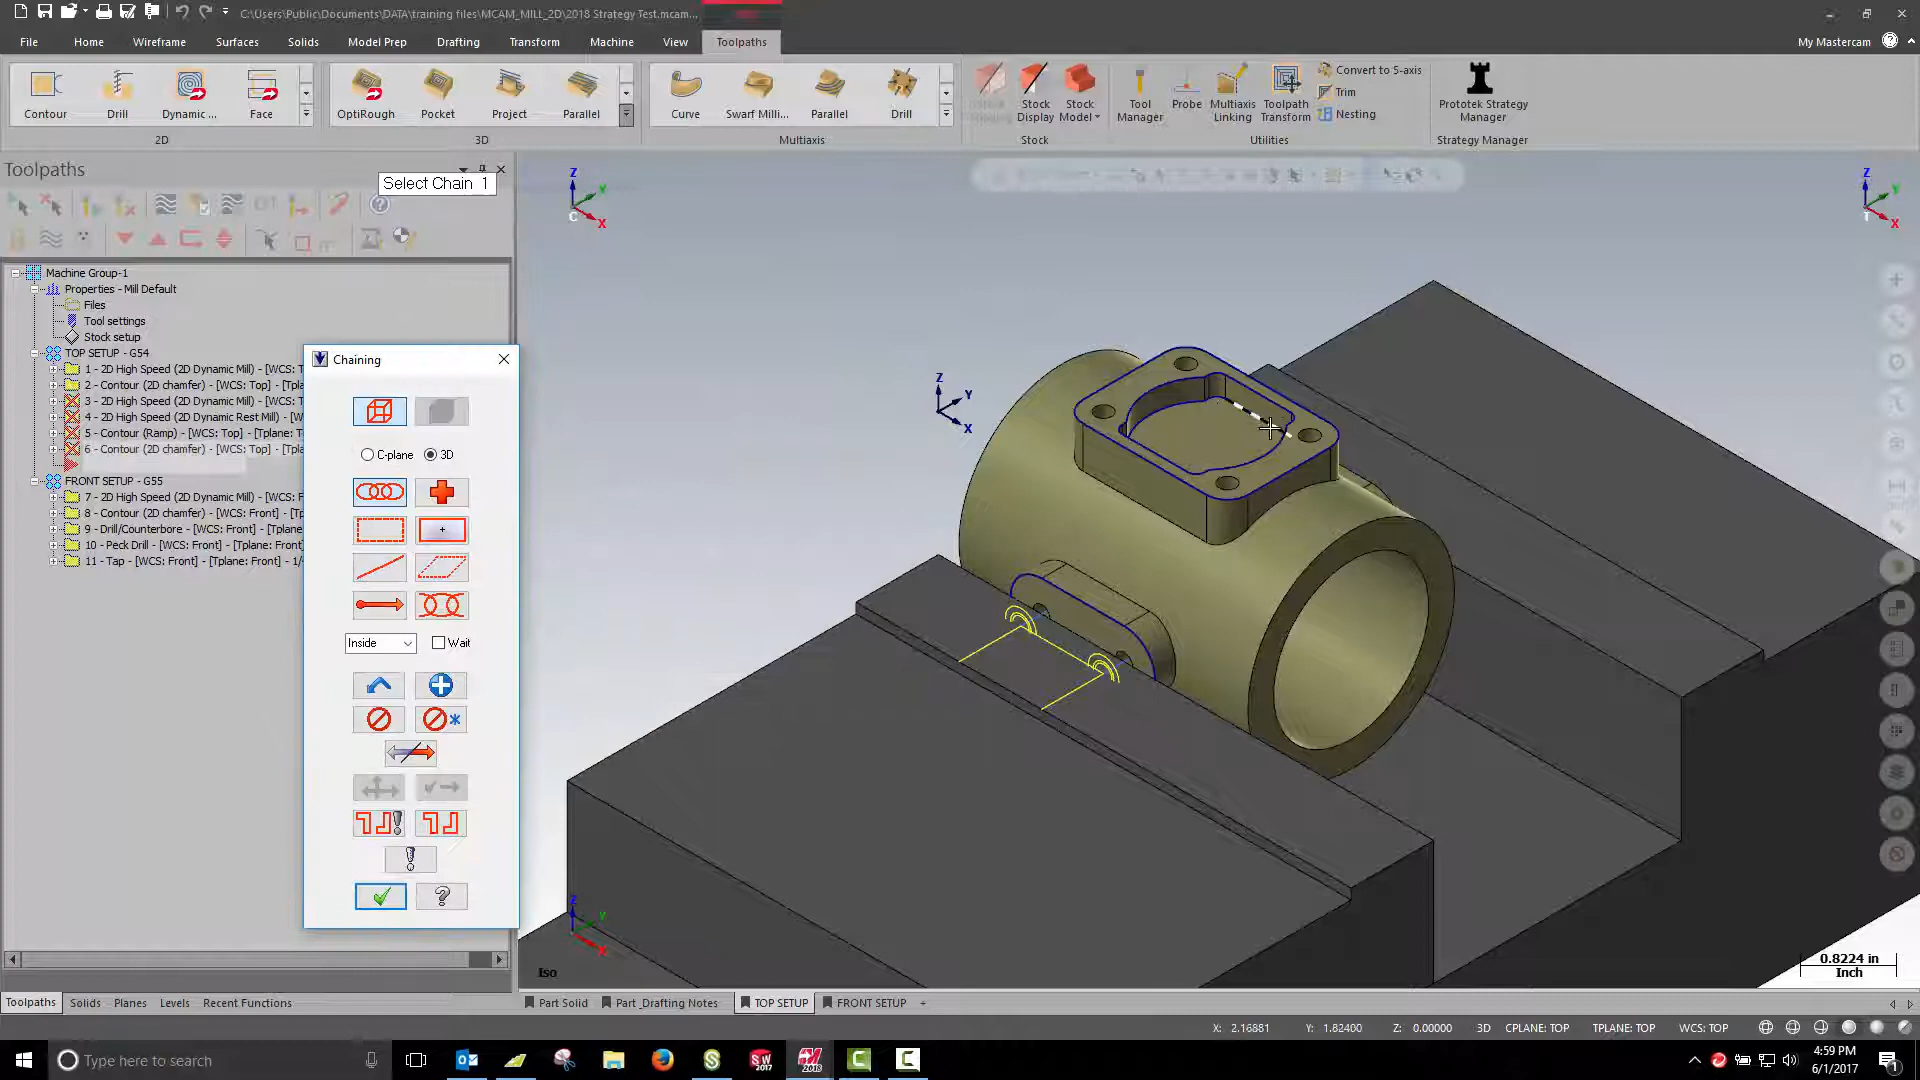 C:\Users\Public\Documents\DATA\training files\MCAM_MILL_2D\2018 Strategy Test.mcam...
File Home Wireframe Surfaces Solids Model Prep Drafting Transform Machine View Toolpaths My Mastercam
Contour Drill Dynamic ... Face
2D
OptiRough Pocket Project Parallel
3D
Curve Swarf Milli... Parallel Drill
Multiaxis
Stock Display
Stock Model
Stock
Tool Manager
Probe
Multiaxis Linking
Toolpath Transform
Convert to 5-axis
Trim
Nesting
Utilities
Prototek Strategy Manager
Strategy Manager
Toolpaths
Select Chain 1
Machine Group-1
Properties - Mill Default
Files
Tool settings
Stock setup
TOP SETUP - G54
1 - 2D High Speed (2D Dynamic Mill) - [WCS: T
2 - Contour (2D chamfer) - [WCS: Top] - [Tpla
3 - 2D High Speed (2D Dynamic Mill) - [WCS: T
4 - 2D High Speed (2D Dynamic Rest Mill) - [W
5 - Contour (Ramp) - [WCS: Top] - [Tplane: T
6 - Contour (2D chamfer) - [WCS: Top] - [Tpla
FRONT SETUP - G55
7 - 2D High Speed (2D Dynamic Mill) - [WCS: F
8 - Contour (2D chamfer) - [WCS: Front] - [Tp
9 - Drill/Counterbore - [WCS: Front] - [Tplane
10 - Peck Drill - [WCS: Front] - [Tplane: Front]
11 - Tap - [WCS: Front] - [Tplane: Front] - 1/
Chaining
C-plane 3D
Inside Wait
Z Y X C
Z Y X
Z Y X T
Z Y X
Iso
0.8224 in
Inch
Toolpaths Solids Planes Levels Recent Functions
Part Solid Part _Drafting Notes TOP SETUP FRONT SETUP +
X: 2.16881 Y: 1.82400 Z: 0.00000 3D CPLANE: TOP TPLANE: TOP WCS: TOP
Type here to search
SW 2017
2018
4:59 PM
6/1/2017
1